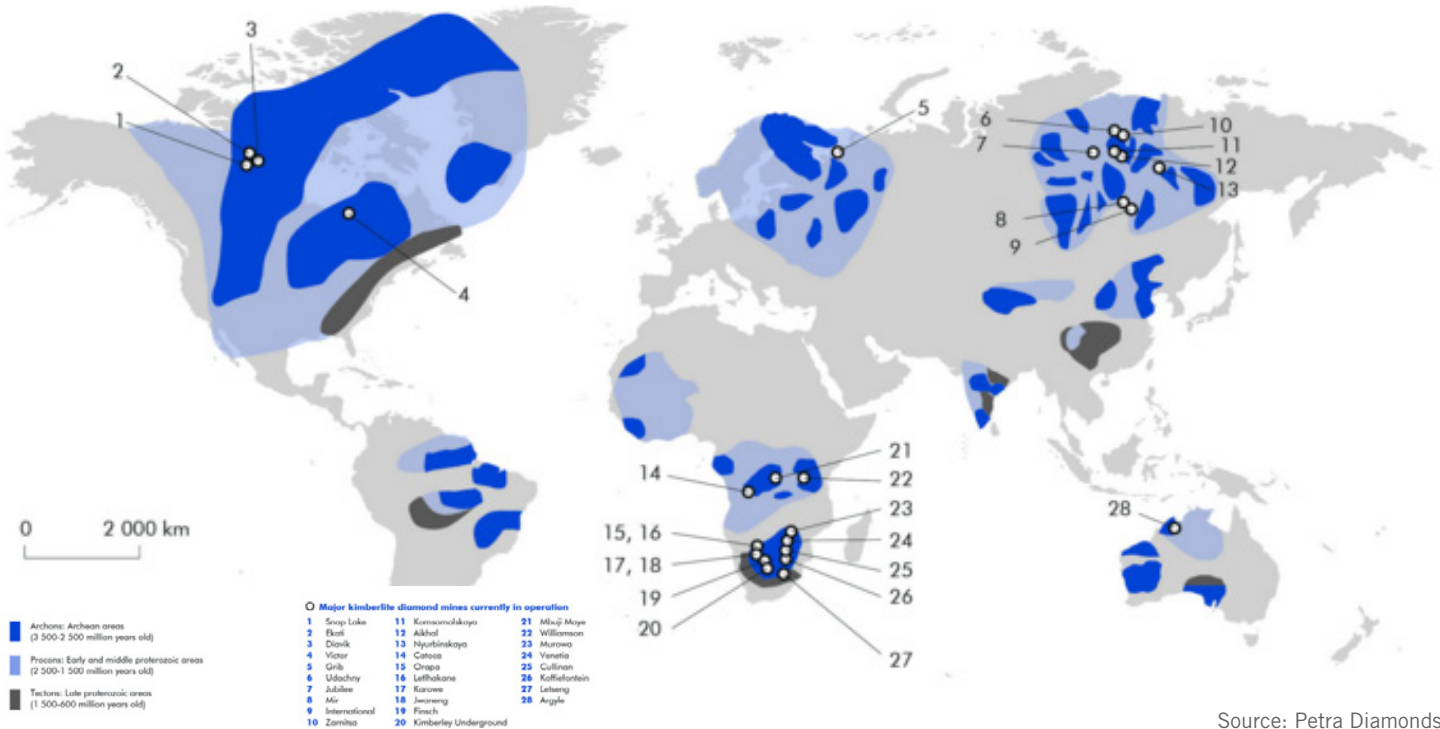 3
2
1
4
5
6
7
10
11
12
13
8
9
14
21
22
23
15, 16
24
17, 18
25
19
26
20
27
28
0 2 000 km
Archons: Archean areas
(3 500-2 500 million years old)
Procons: Early and middle proterozoic areas
(2 500-1 500 million years old)
Tectons: Late proterozoic areas
(1 500-600 million years old)
Major kimberlite diamond mines currently in operation
1 Snap Lake
2 Ekati
3 Diavik
4 Victor
5 Grib
6 Udachny
7 Jubilee
8 Mir
9 International
10 Zarnitsa
11 Komsomolskaya
12 Aikhal
13 Nyurbinskaya
14 Catoca
15 Orapa
16 Letlhakane
17 Karowe
18 Jwaneng
19 Finsch
20 Kimberley Underground
21 Mbuji Maye
22 Williamson
23 Murowa
24 Venetia
25 Cullinan
26 Koffiefontein
27 Letseng
28 Argyle
Source: Petra Diamonds